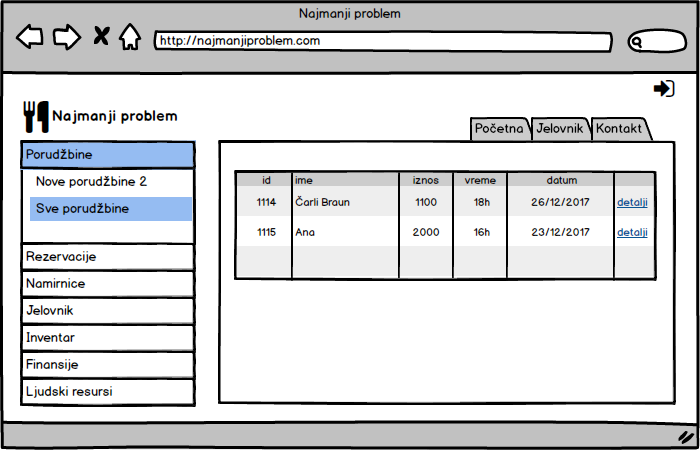 Najmanji problem
http://najmanjiproblem.com
Najmanji problem
Početna Jelovnik Kontakt
Porudžbine
Nove porudžbine 2
Sve porudžbine
Rezervacije
Namirnice
Jelovnik
Inventar
Finansije
Ljudski resursi
id ime iznos vreme datum
1114 Čarli Braun 1100 18h 26/12/2017 detalji
1115 Ana 2000 16h 23/12/2017 detalji